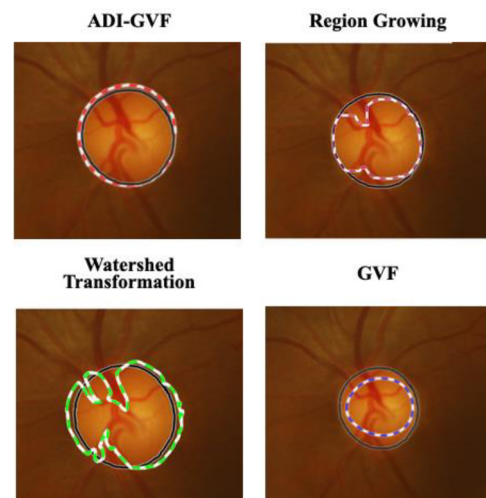 ADI-GVF
Region Growing
Watershed
Transformation
GVF